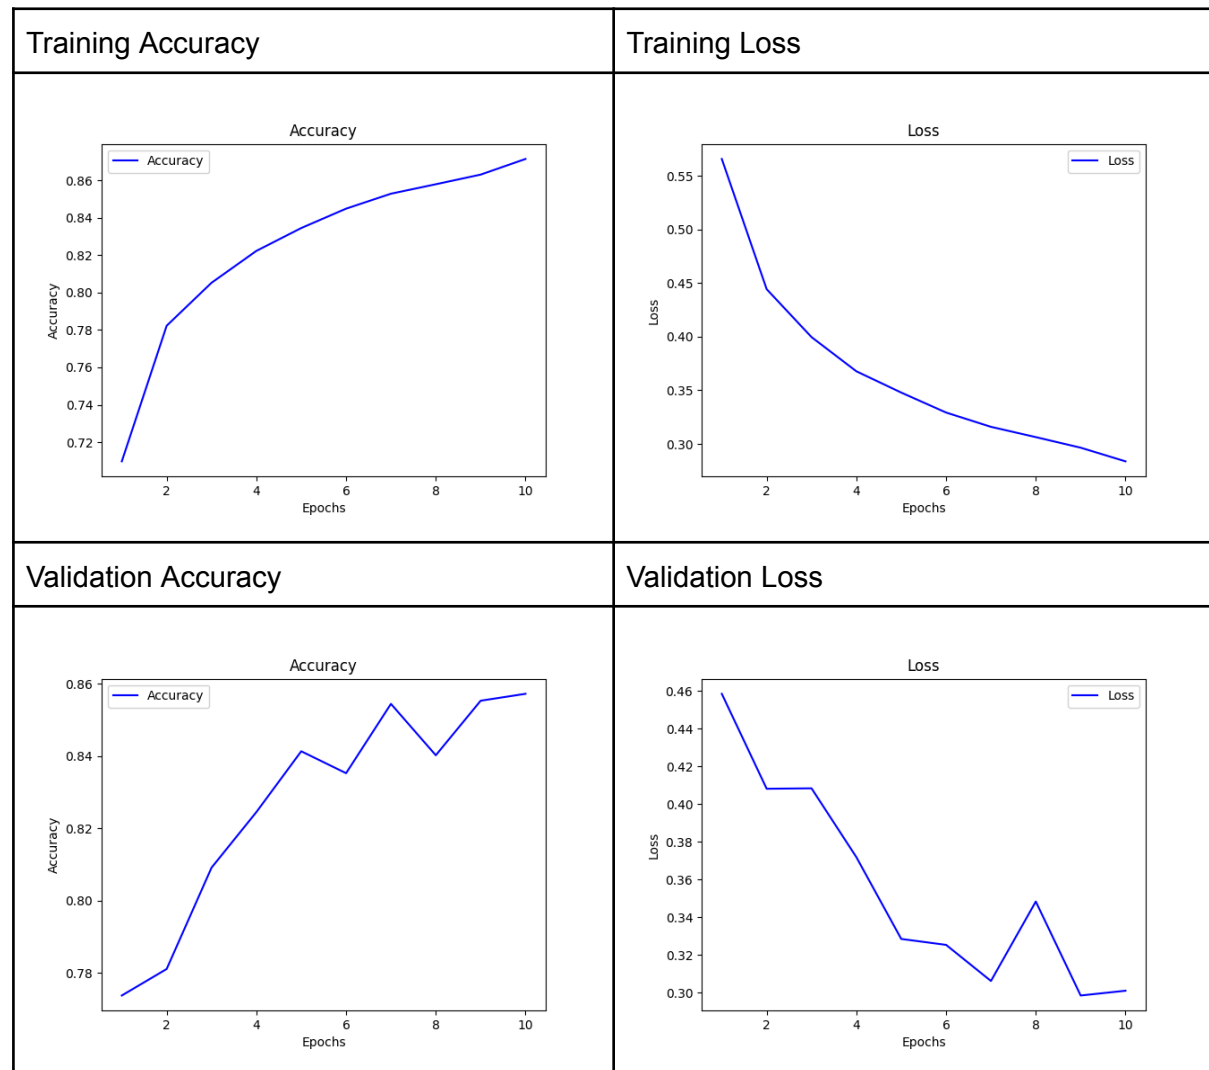 Training Accuracy
Training Loss
Accuracy
Accuracy
0.86
0.84
0.82
0.80
0.78
0.76
0.74
0.72
Accuracy
2 4 6 8 10
Epochs
Loss
Loss
0.55
0.50
0.45
0.40
0.35
0.30
Loss
2 4 6 8 10
Epochs
Validation Accuracy
Validation Loss
Accuracy
Accuracy
0.86
0.84
0.82
0.80
0.78
Accuracy
2 4 6 8 10
Epochs
Loss
Loss
0.46
0.44
0.42
0.40
0.38
0.36
0.34
0.32
0.30
Loss
2 4 6 8 10
Epochs